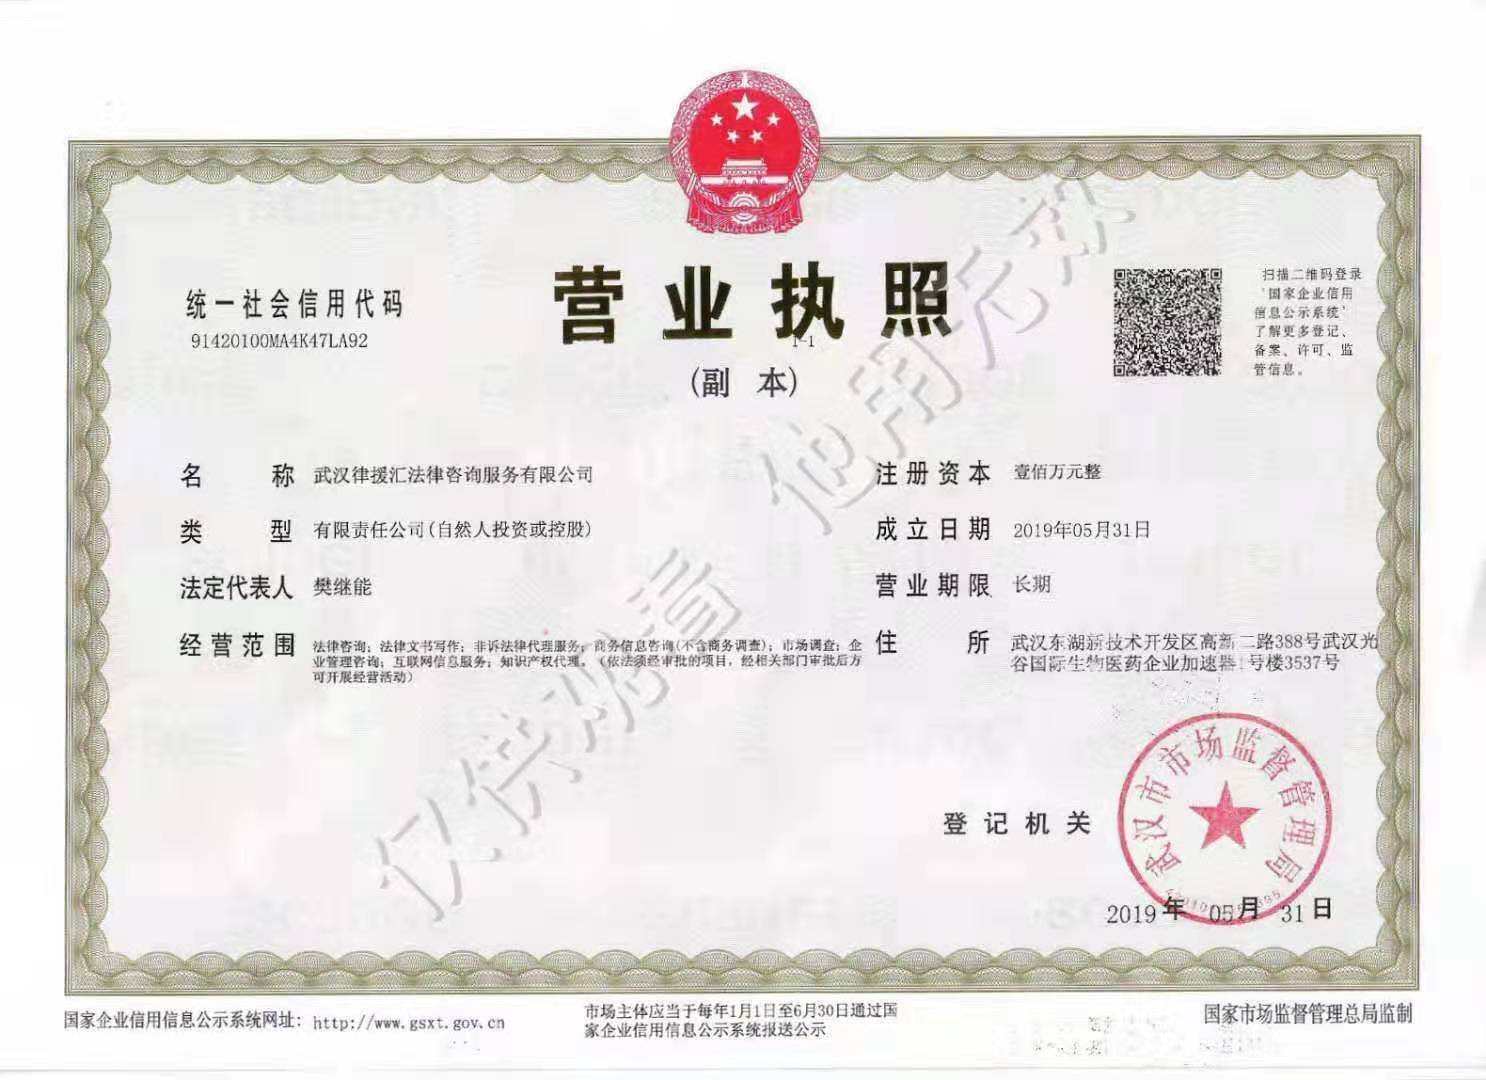 营业执照
1-1
(副 本)
统一社会信用代码
91420100MA4K47LA92
扫描二维码登录
'国家企业信用
信息公示系统'
了解更多登记、
备案、许可、监
管信息。
名 称 武汉律援汇法律咨询服务有限公司
类 型 有限责任公司(自然人投资或控股)
法定代表人 樊继能
经营范围 法律咨询；法律文书写作；非诉法律代理服务；商务信息咨询(不含商务调查)；市场调查；企
业管理咨询；互联网信息服务；知识产权代理。（依法须经审批的项目，经相关部门审批后方
可开展经营活动）
注册资本 壹佰万元整
成立日期 2019年05月31日
营业期限 长期
住 所 武汉东湖新技术开发区高新二路388号武汉光
谷国际生物医药企业加速器1号楼3537号
仅供观看 他用无效
登记机关
武汉市市场监督管理局
2019年 05月 31日
国家企业信用信息公示系统网址：http://www.gsxt.gov.cn
市场主体应当于每年1月1日至6月30日通过国
家企业信用信息公示系统报送公示
国家市场监督管理总局监制